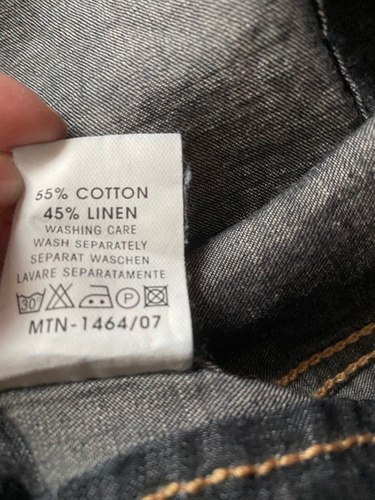 55% COTTON
45% LINEN
WASHING CARE
WASH SEPARATELY
SEPARAT WASCHEN
LAVARE SEPARATAMENTE
30° P
MTN-1464/07